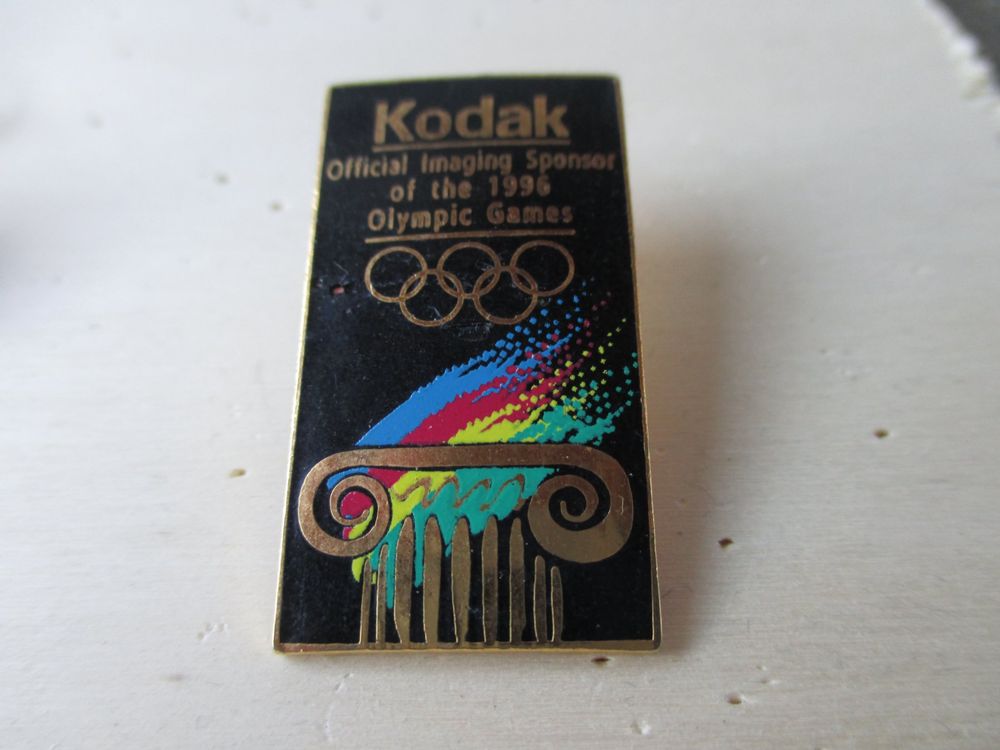 Kodak
Official Imaging Sponsor
of the 1996
Olympic Games